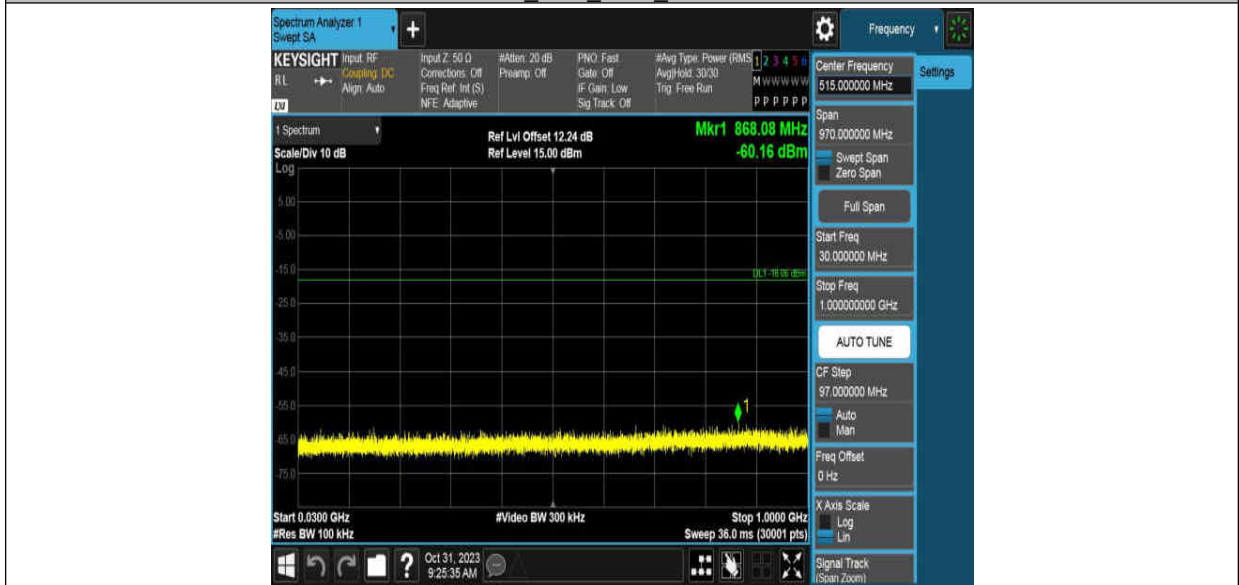 Spectrum Analyzer 1
Swept SA
Frequency
KEYSIGHT
RL
LXI
Input: RF
Coupling: DC
Align: Auto
Input Z: 50 Ω
Corrections: Off
Freq Ref: Int (S)
NFE: Adaptive
#Atten: 20 dB
Preamp: Off
PNO: Fast
Gate: Off
IF Gain: Low
Sig Track: Off
#Avg Type: Power (RMS
Avg|Hold: 30/30
Trig: Free Run
1 2 3 4 5 6
M W W W W W
P P P P P P
Center Frequency
515.000000 MHz
Settings
Span
970.000000 MHz
Swept Span
Zero Span
Full Span
Start Freq
30.000000 MHz
Stop Freq
1.000000000 GHz
AUTO TUNE
CF Step
97.000000 MHz
Auto
Man
Freq Offset
0 Hz
X Axis Scale
Log
Lin
Signal Track
(Span Zoom)
1 Spectrum
Scale/Div 10 dB
Ref Lvl Offset 12.24 dB
Ref Level 15.00 dBm
Mkr1 868.08 MHz
-60.16 dBm
Log
5.00
-5.00
-15.0
DL1 -18.06 dBm
-25.0
-35.0
-45.0
-55.0
1
-65.0
-75.0
Start 0.0300 GHz
#Video BW 300 kHz
Stop 1.0000 GHz
#Res BW 100 kHz
Sweep 36.0 ms (30001 pts)
Oct 31, 2023
9:25:35 AM